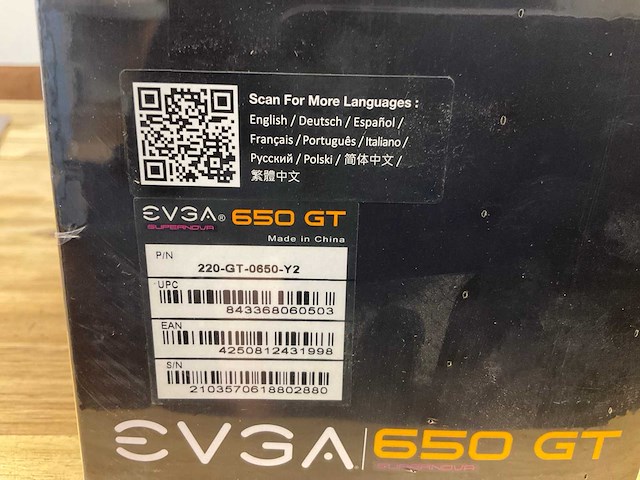 Scan For More Languages :
English / Deutsch / Español /
Français / Português / Italiano /
Русский / Polski / 简体中文 /
繁體中文
EVGA® 650 GT
SUPERNOVA
Made in China
P/N
220-GT-0650-Y2
UPC
843368060503
EAN
4250812431998
S/N
2103570618802880
EVGA. 650 GT
SUPERNOVA